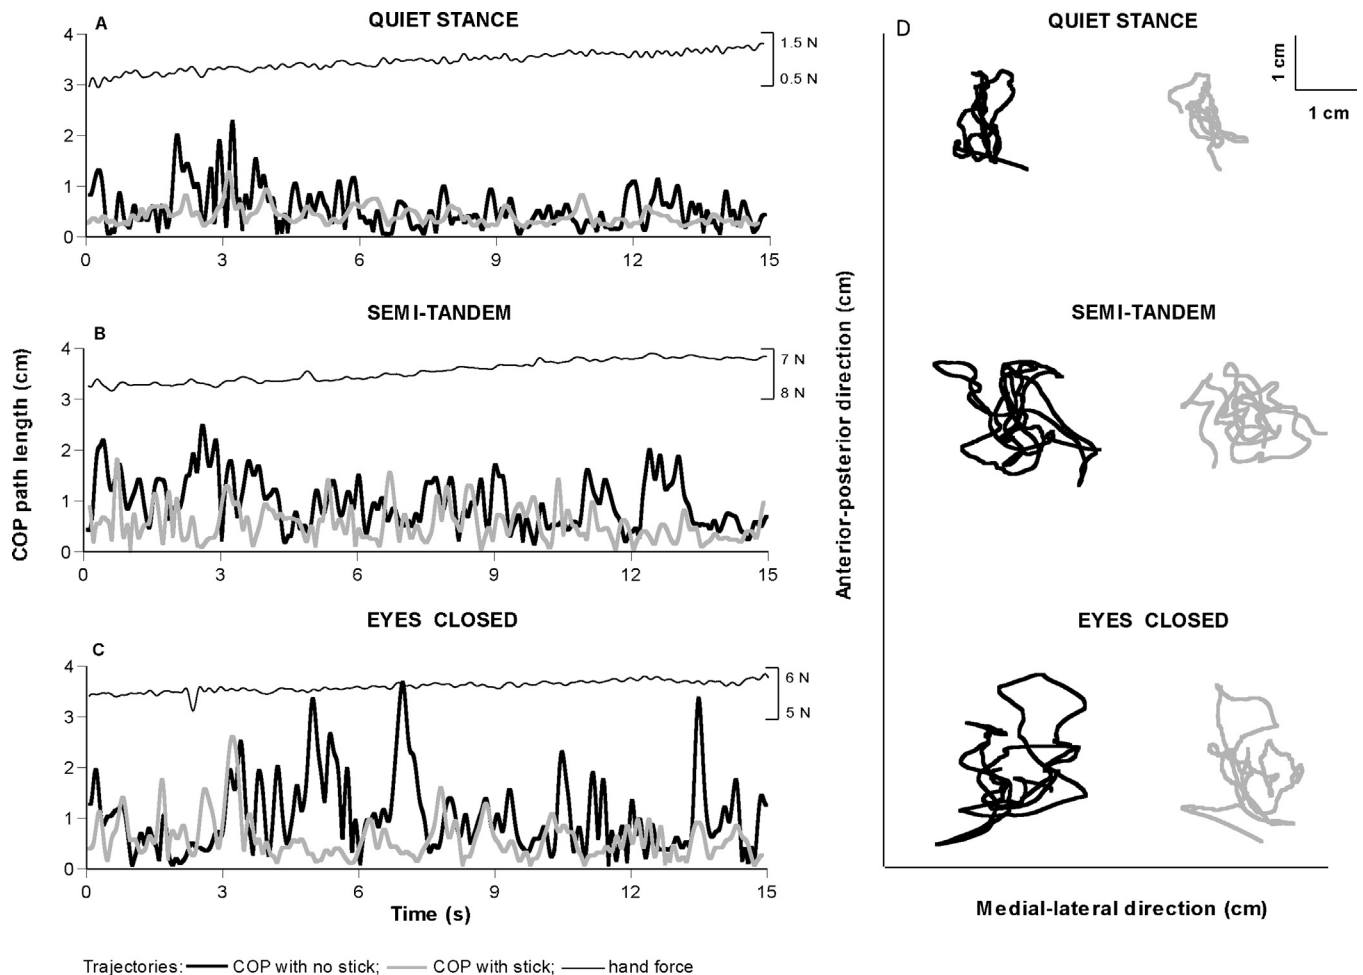 A
QUIET STANCE
4
3
2
1
0
1.5 N
0.5 N
0
3
6
9
12
15
B
SEMI-TANDEM
4
3
2
1
0
7 N
8 N
0
3
6
9
12
15
COP path length (cm)
C
EYES CLOSED
4
3
2
1
0
6 N
5 N
0
3
6
9
12
15
Time (s)
D
QUIET STANCE
1 cm
1 cm
SEMI-TANDEM
EYES CLOSED
Anterior-posterior direction (cm)
Medial-lateral direction (cm)
Trajectories: COP with no stick; COP with stick; hand force